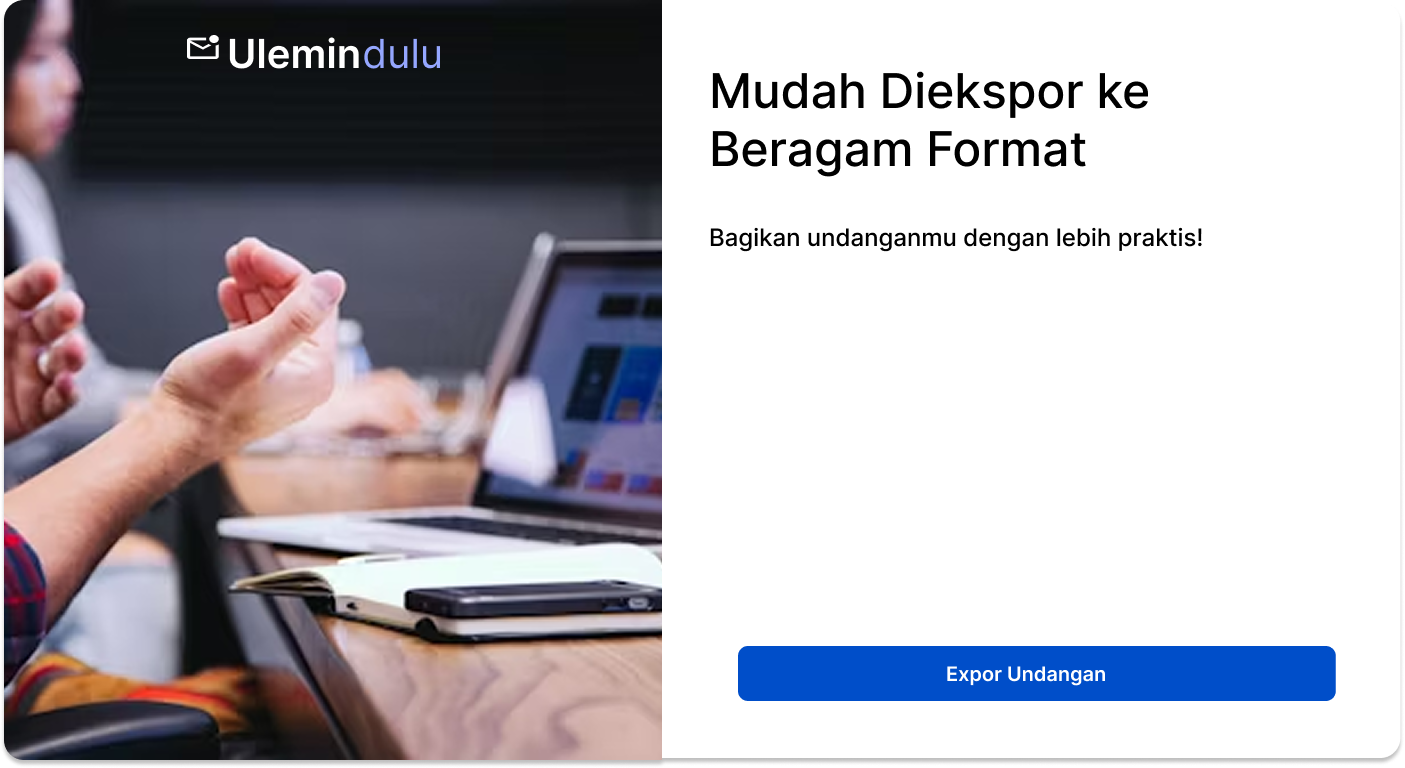 Ulemindulu
Mudah Diekspor ke
Beragam Format
Bagikan undanganmu dengan lebih praktis!
Expor Undangan